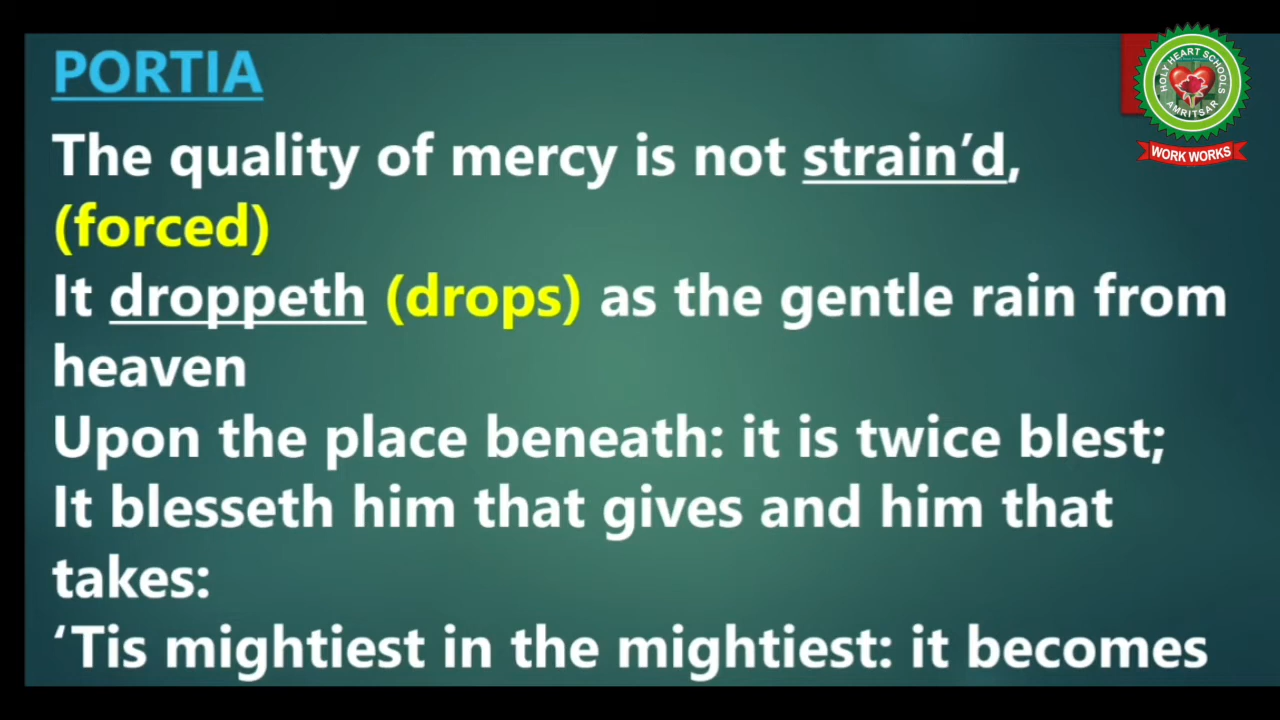 PORTIA
The quality of mercy is not strain’d,
(forced)
It droppeth (drops) as the gentle rain from
heaven
Upon the place beneath: it is twice blest;
It blesseth him that gives and him that
takes:
‘Tis mightiest in the mightiest: it becomes
HOLY HEART SCHOOLS
AMRITSAR
WORK WORKS